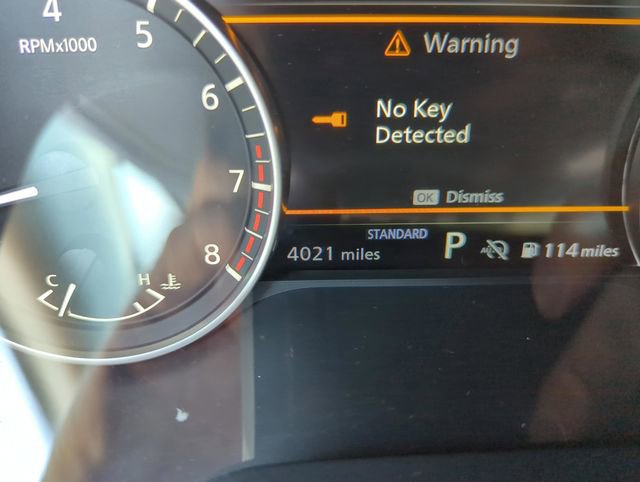 4
5
RPMx1000
6
7
8
C H
Warning
No Key
Detected
OK Dismiss
STANDARD
4021 miles P 114 miles